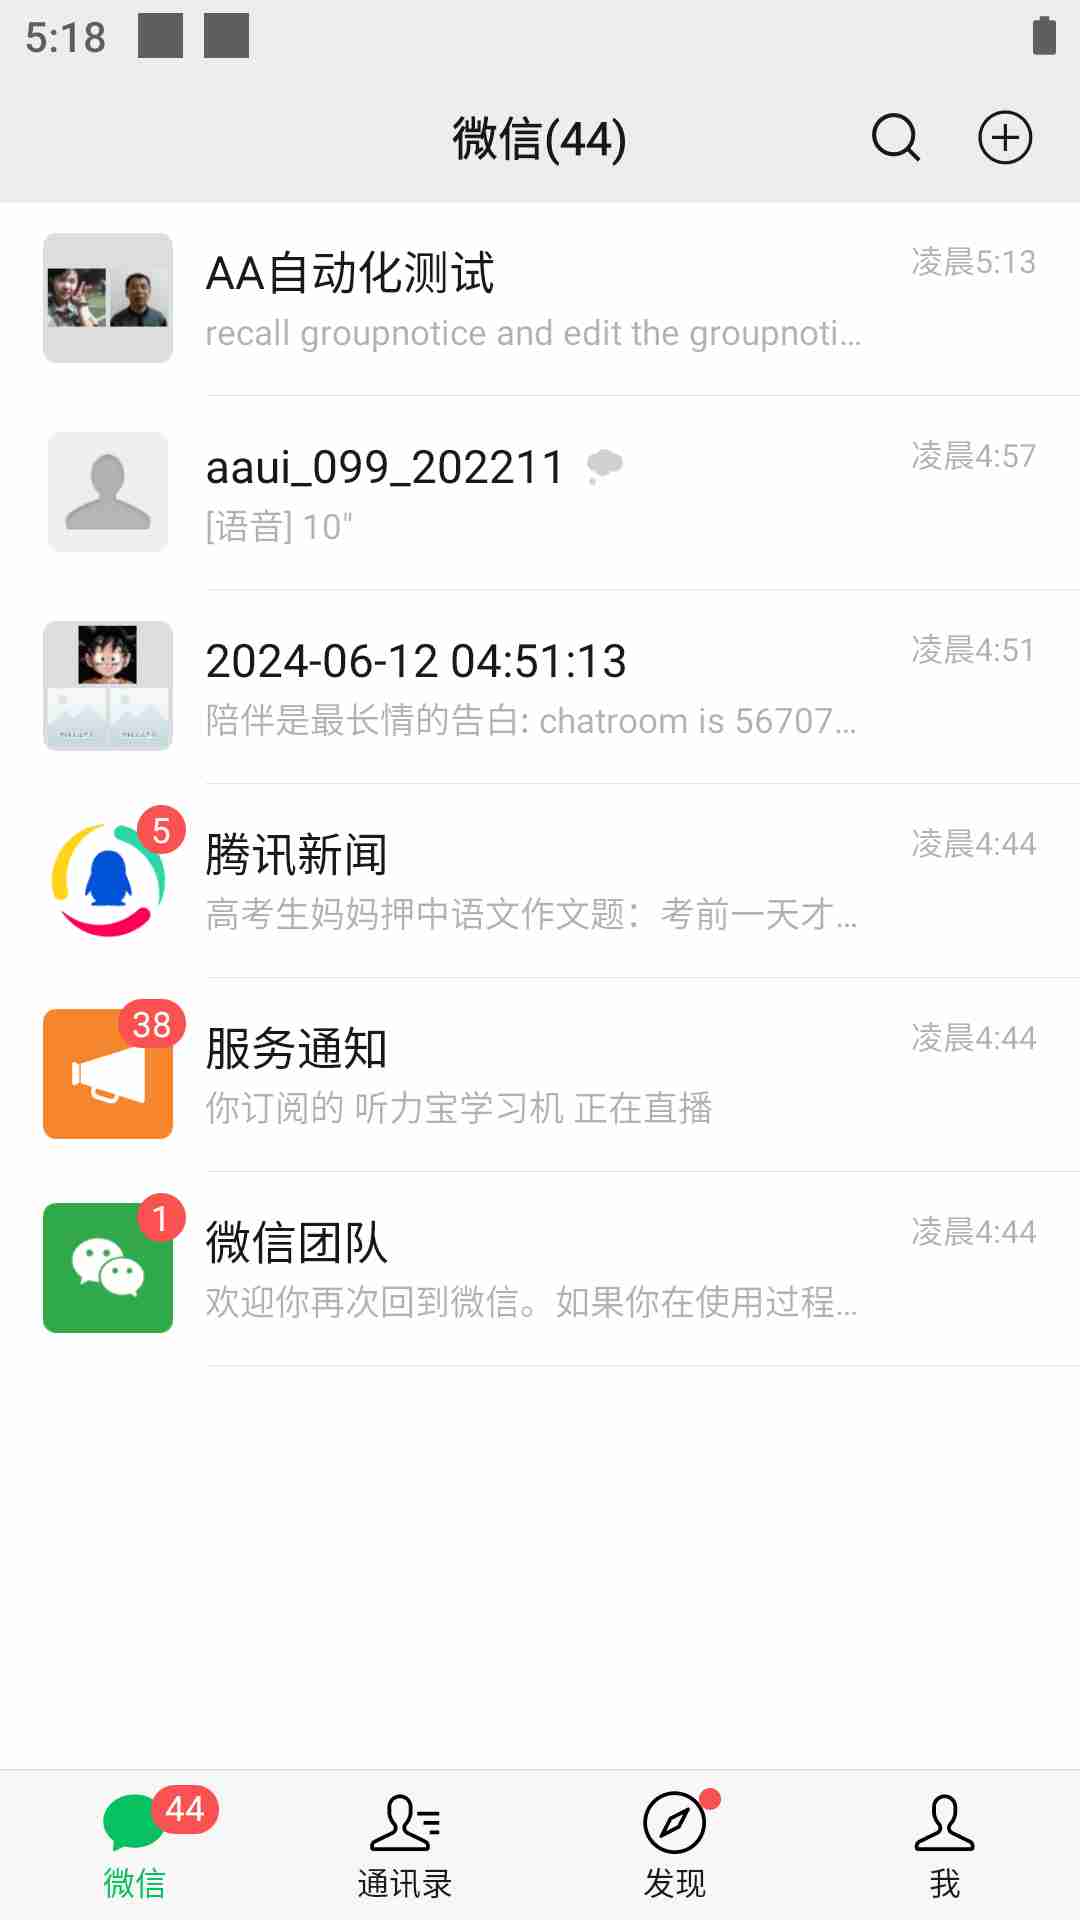 5:18
微信(44)
AA自动化测试
凌晨5:13
recall groupnotice and edit the groupnoti...
aaui_099_202211
凌晨4:57
[语音] 10"
2024-06-12 04:51:13
凌晨4:51
陪伴是最长情的告白: chatroom is 56707...
5
腾讯新闻
凌晨4:44
高考生妈妈押中语文作文题：考前一天才...
38
服务通知
凌晨4:44
你订阅的 听力宝学习机 正在直播
1
微信团队
凌晨4:44
欢迎你再次回到微信。如果你在使用过程...
44
微信
通讯录
发现
我